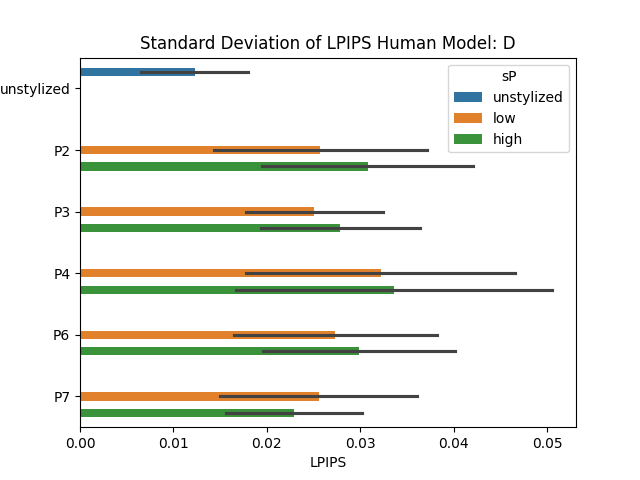 Standard Deviation of LPIPS Human Model: D
sP
unstylized
low
high
unstylized
P2
P3
P4
P6
P7
0.00 0.01 0.02 0.03 0.04 0.05
LPIPS